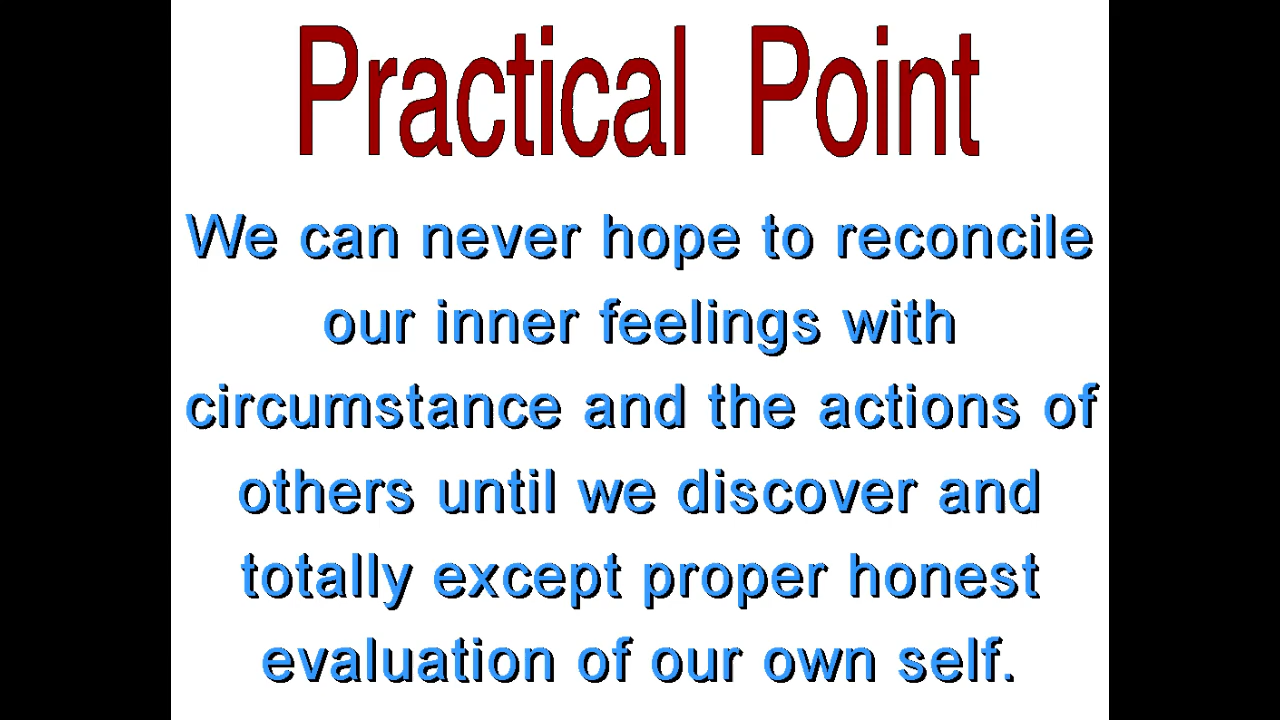 Practical Point
We can never hope to reconcile
our inner feelings with
circumstance and the actions of
others until we discover and
totally except proper honest
evaluation of our own self.